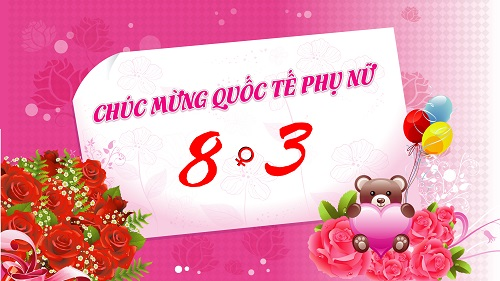 CHÚC MỪNG QUỐC TẾ PHỤ NỮ
8 3